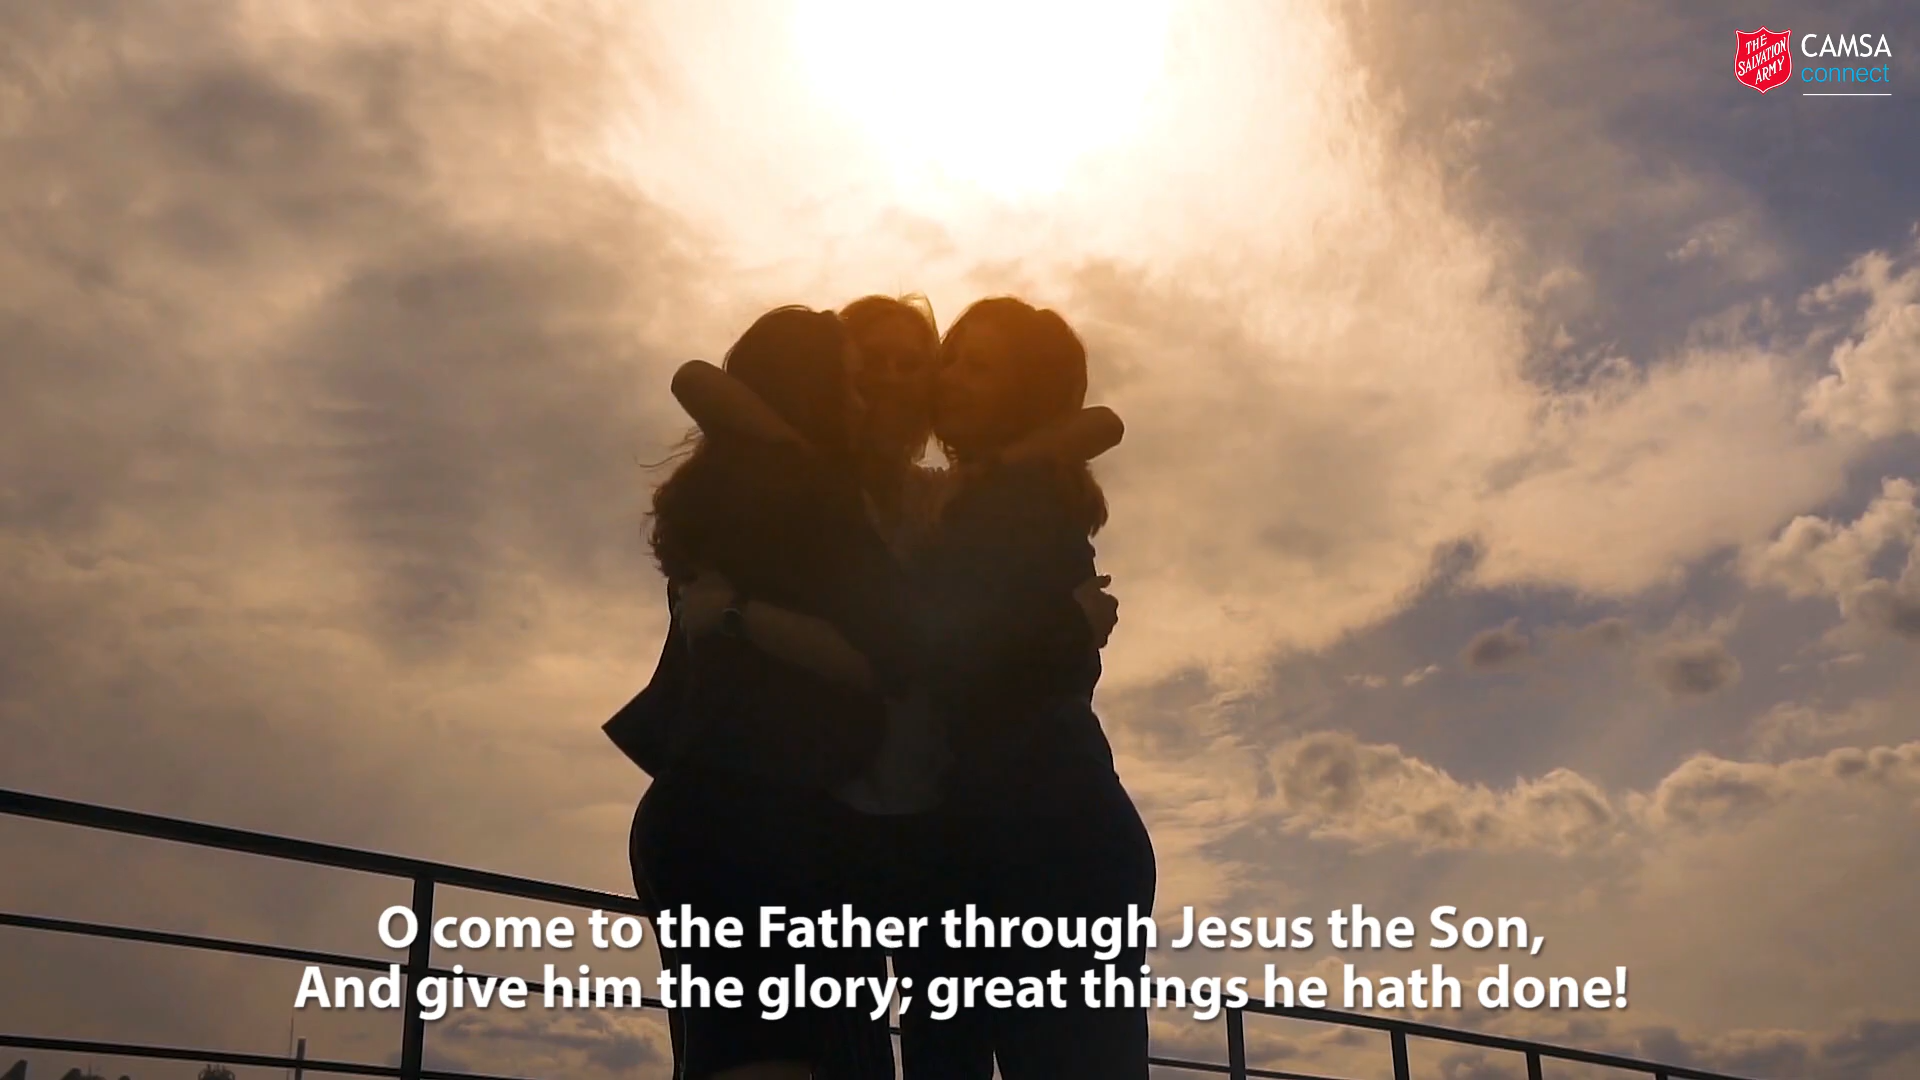 THE
SALVATION
ARMY
CAMSA
connect
O come to the Father through Jesus the Son,
And give him the glory; great things he hath done!